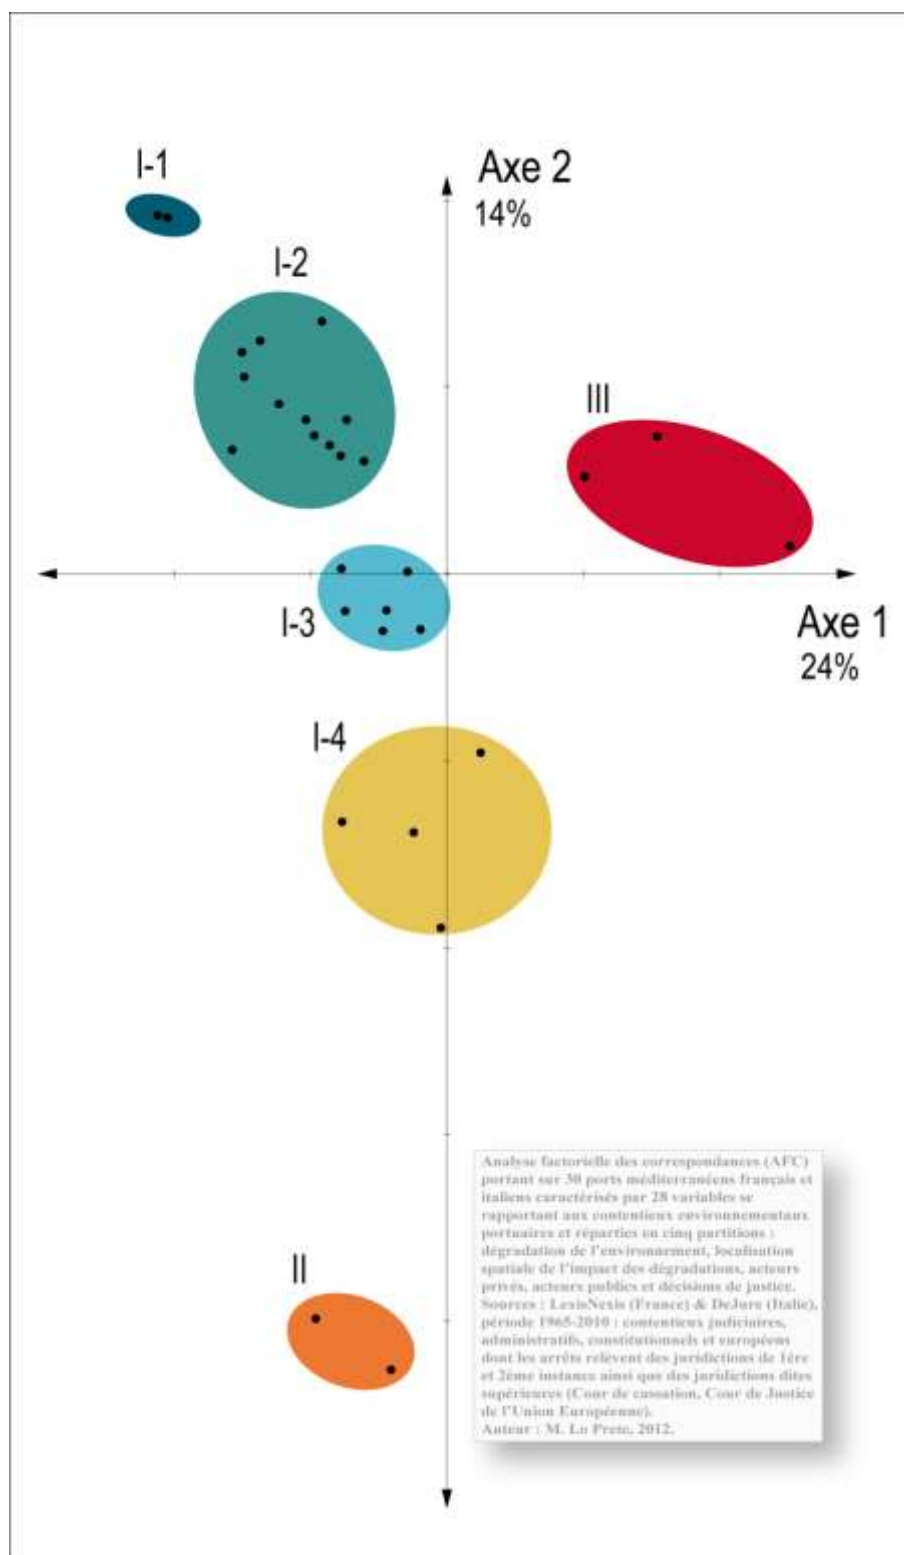 I-1
Axe 2
14%
I-2
III
I-3
Axe 1
24%
I-4
II
Analyse factorielle des correspondances (AFC)
portant sur 30 ports méditerranéens français et
italiens caractérisés par 28 variables se
rapportant aux contentieux environnementaux
portuaires et réparties en cinq partitions :
dégradation de l'environnement, localisation
spatiale de l'impact des dégradations, acteurs
privés, acteurs publics et décisions de justice.
Sources : LexisNexis (France) & DeJure (Italie),
période 1965-2010 : contentieux judiciaires,
administratifs, constitutionnels et européens
dont les arrêts relèvent des juridictions de 1ère
et 2ème instance ainsi que des juridictions dites
supérieures (Cour de cassation, Cour de Justice
de l'Union Européenne).
Auteur : M. Lo Prete, 2012.